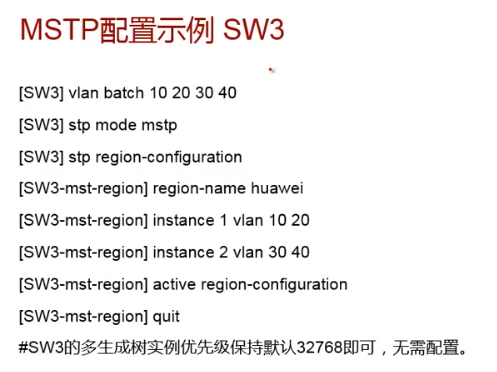 MSTP配置示例 SW3
[SW3] vlan batch 10 20 30 40
[SW3] stp mode mstp
[SW3] stp region-configuration
[SW3-mst-region] region-name huawei
[SW3-mst-region] instance 1 vlan 10 20
[SW3-mst-region] instance 2 vlan 30 40
[SW3-mst-region] active region-configuration
[SW3-mst-region] quit
#SW3的多生成树实例优先级保持默认32768即可，无需配置。